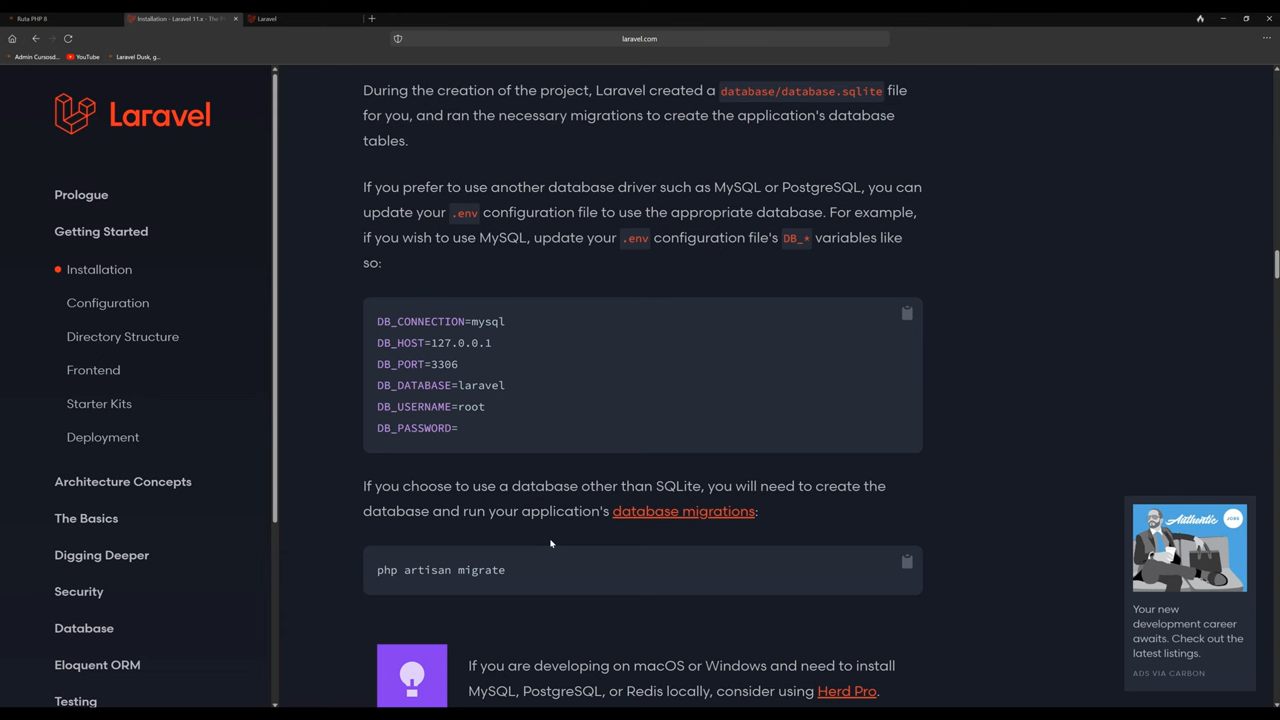 Ruta PHP 8
Installation - Laravel 11.x - The P
Laravel
laravel.com
Admin Cursosd...
YouTube
Laravel Dusk, g...
Laravel
Prologue
Getting Started
Installation
Configuration
Directory Structure
Frontend
Starter Kits
Deployment
Architecture Concepts
The Basics
Digging Deeper
Security
Database
Eloquent ORM
Testing
During the creation of the project, Laravel created a database/database.sqlite file
for you, and ran the necessary migrations to create the application's database
tables.
If you prefer to use another database driver such as MySQL or PostgreSQL, you can
update your .env configuration file to use the appropriate database. For example,
if you wish to use MySQL, update your .env configuration file's DB_* variables like
so:
DB_CONNECTION=mysql
DB_HOST=127.0.0.1
DB_PORT=3306
DB_DATABASE=laravel
DB_USERNAME=root
DB_PASSWORD=
If you choose to use a database other than SQLite, you will need to create the
database and run your application's database migrations:
php artisan migrate
If you are developing on macOS or Windows and need to install
MySQL, PostgreSQL, or Redis locally, consider using Herd Pro.
Authentic
JOBS
Your new
development career
awaits. Check out the
latest listings.
ADS VIA CARBON